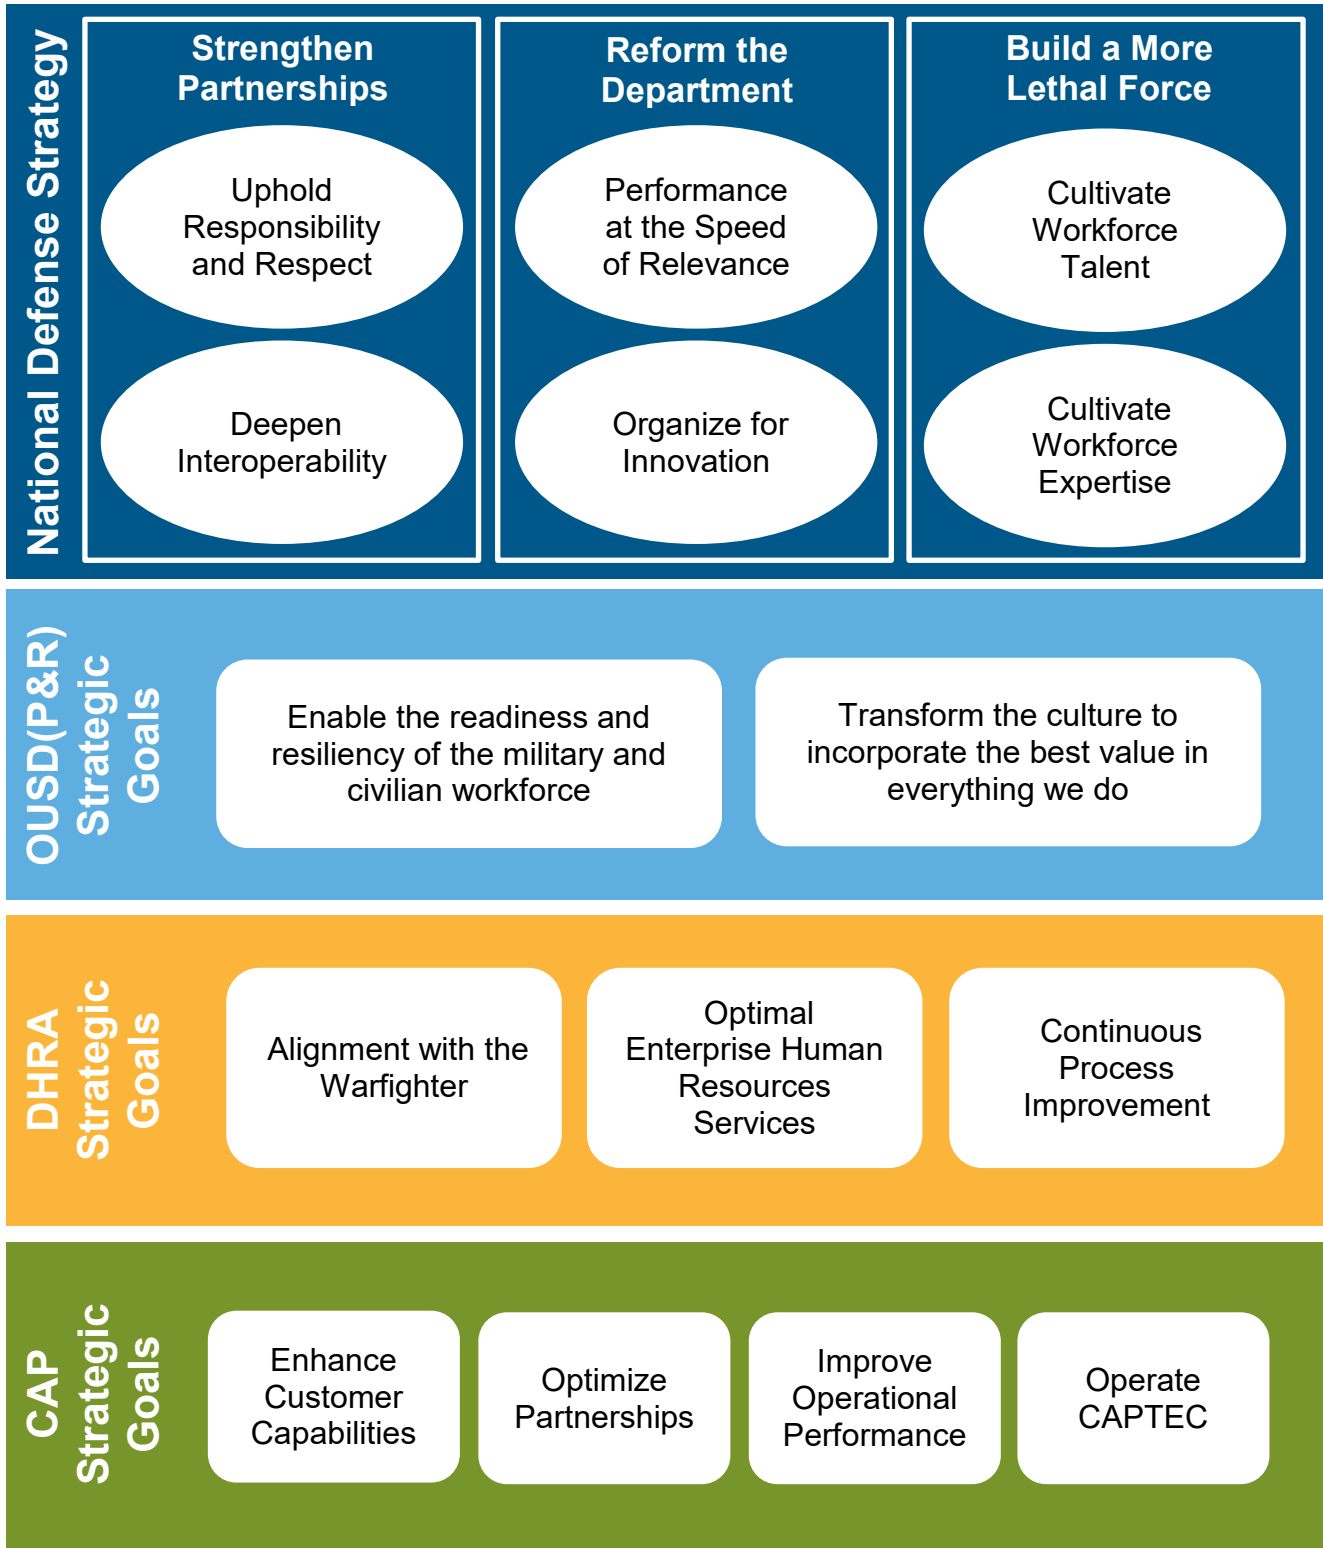 National Defense Strategy
Strengthen
Partnerships
Uphold
Responsibility
and Respect
Deepen
Interoperability
Reform the
Department
Performance
at the Speed
of Relevance
Organize for
Innovation
Build a More
Lethal Force
Cultivate
Workforce
Talent
Cultivate
Workforce
Expertise
OUSD(P&R)
Strategic
Goals
Enable the readiness and
resiliency of the military and
civilian workforce
Transform the culture to
incorporate the best value in
everything we do
DHRA
Strategic
Goals
Alignment with the
Warfighter
Optimal
Enterprise Human
Resources
Services
Continuous
Process
Improvement
CAP
Strategic
Goals
Enhance
Customer
Capabilities
Optimize
Partnerships
Improve
Operational
Performance
Operate
CAPTEC